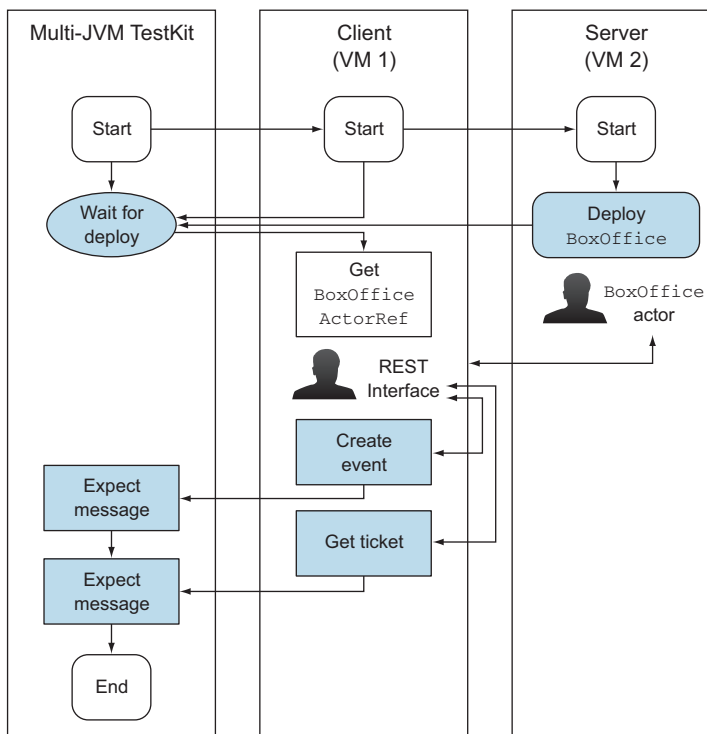 Multi-JVM TestKit
Client
(VM 1)
Server
(VM 2)
Start
Start
Start
Wait for
deploy
Deploy
BoxOffice
Get
BoxOffice
ActorRef
BoxOffice
actor
REST
Interface
Create
event
Expect
message
Get ticket
Expect
message
End